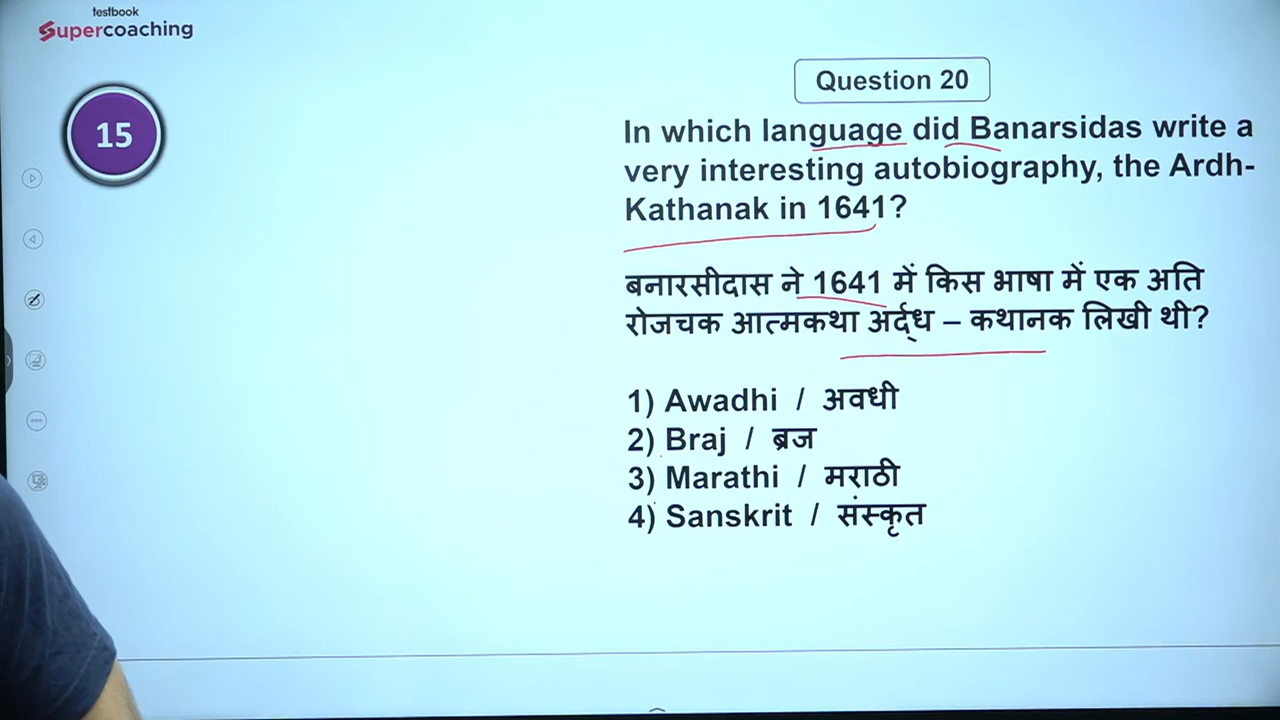 testbook
Supercoaching
15
Question 20
In which language did Banarsidas write a
very interesting autobiography, the Ardh-
Kathanak in 1641?
बनारसीदास ने 1641 में किस भाषा में एक अति
रोजचक आत्मकथा अर्द्ध – कथानक लिखी थी?
1) Awadhi / अवधी
2) Braj / ब्रज
3) Marathi / मराठी
4) Sanskrit / संस्कृत